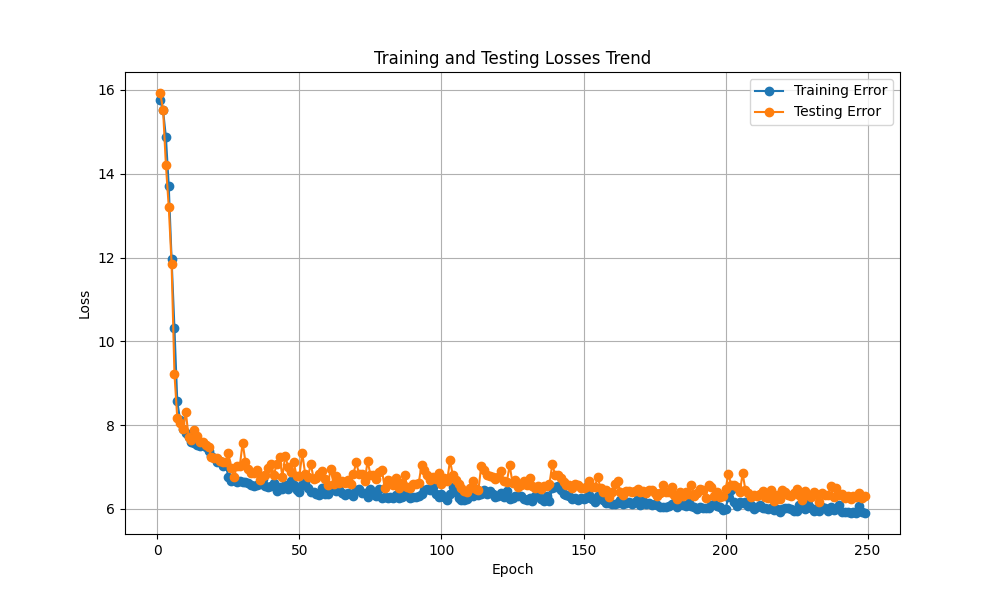 Training and Testing Losses Trend
Training Error
Testing Error
Loss
16
14
12
10
8
6
0
50
100
150
200
250
Epoch